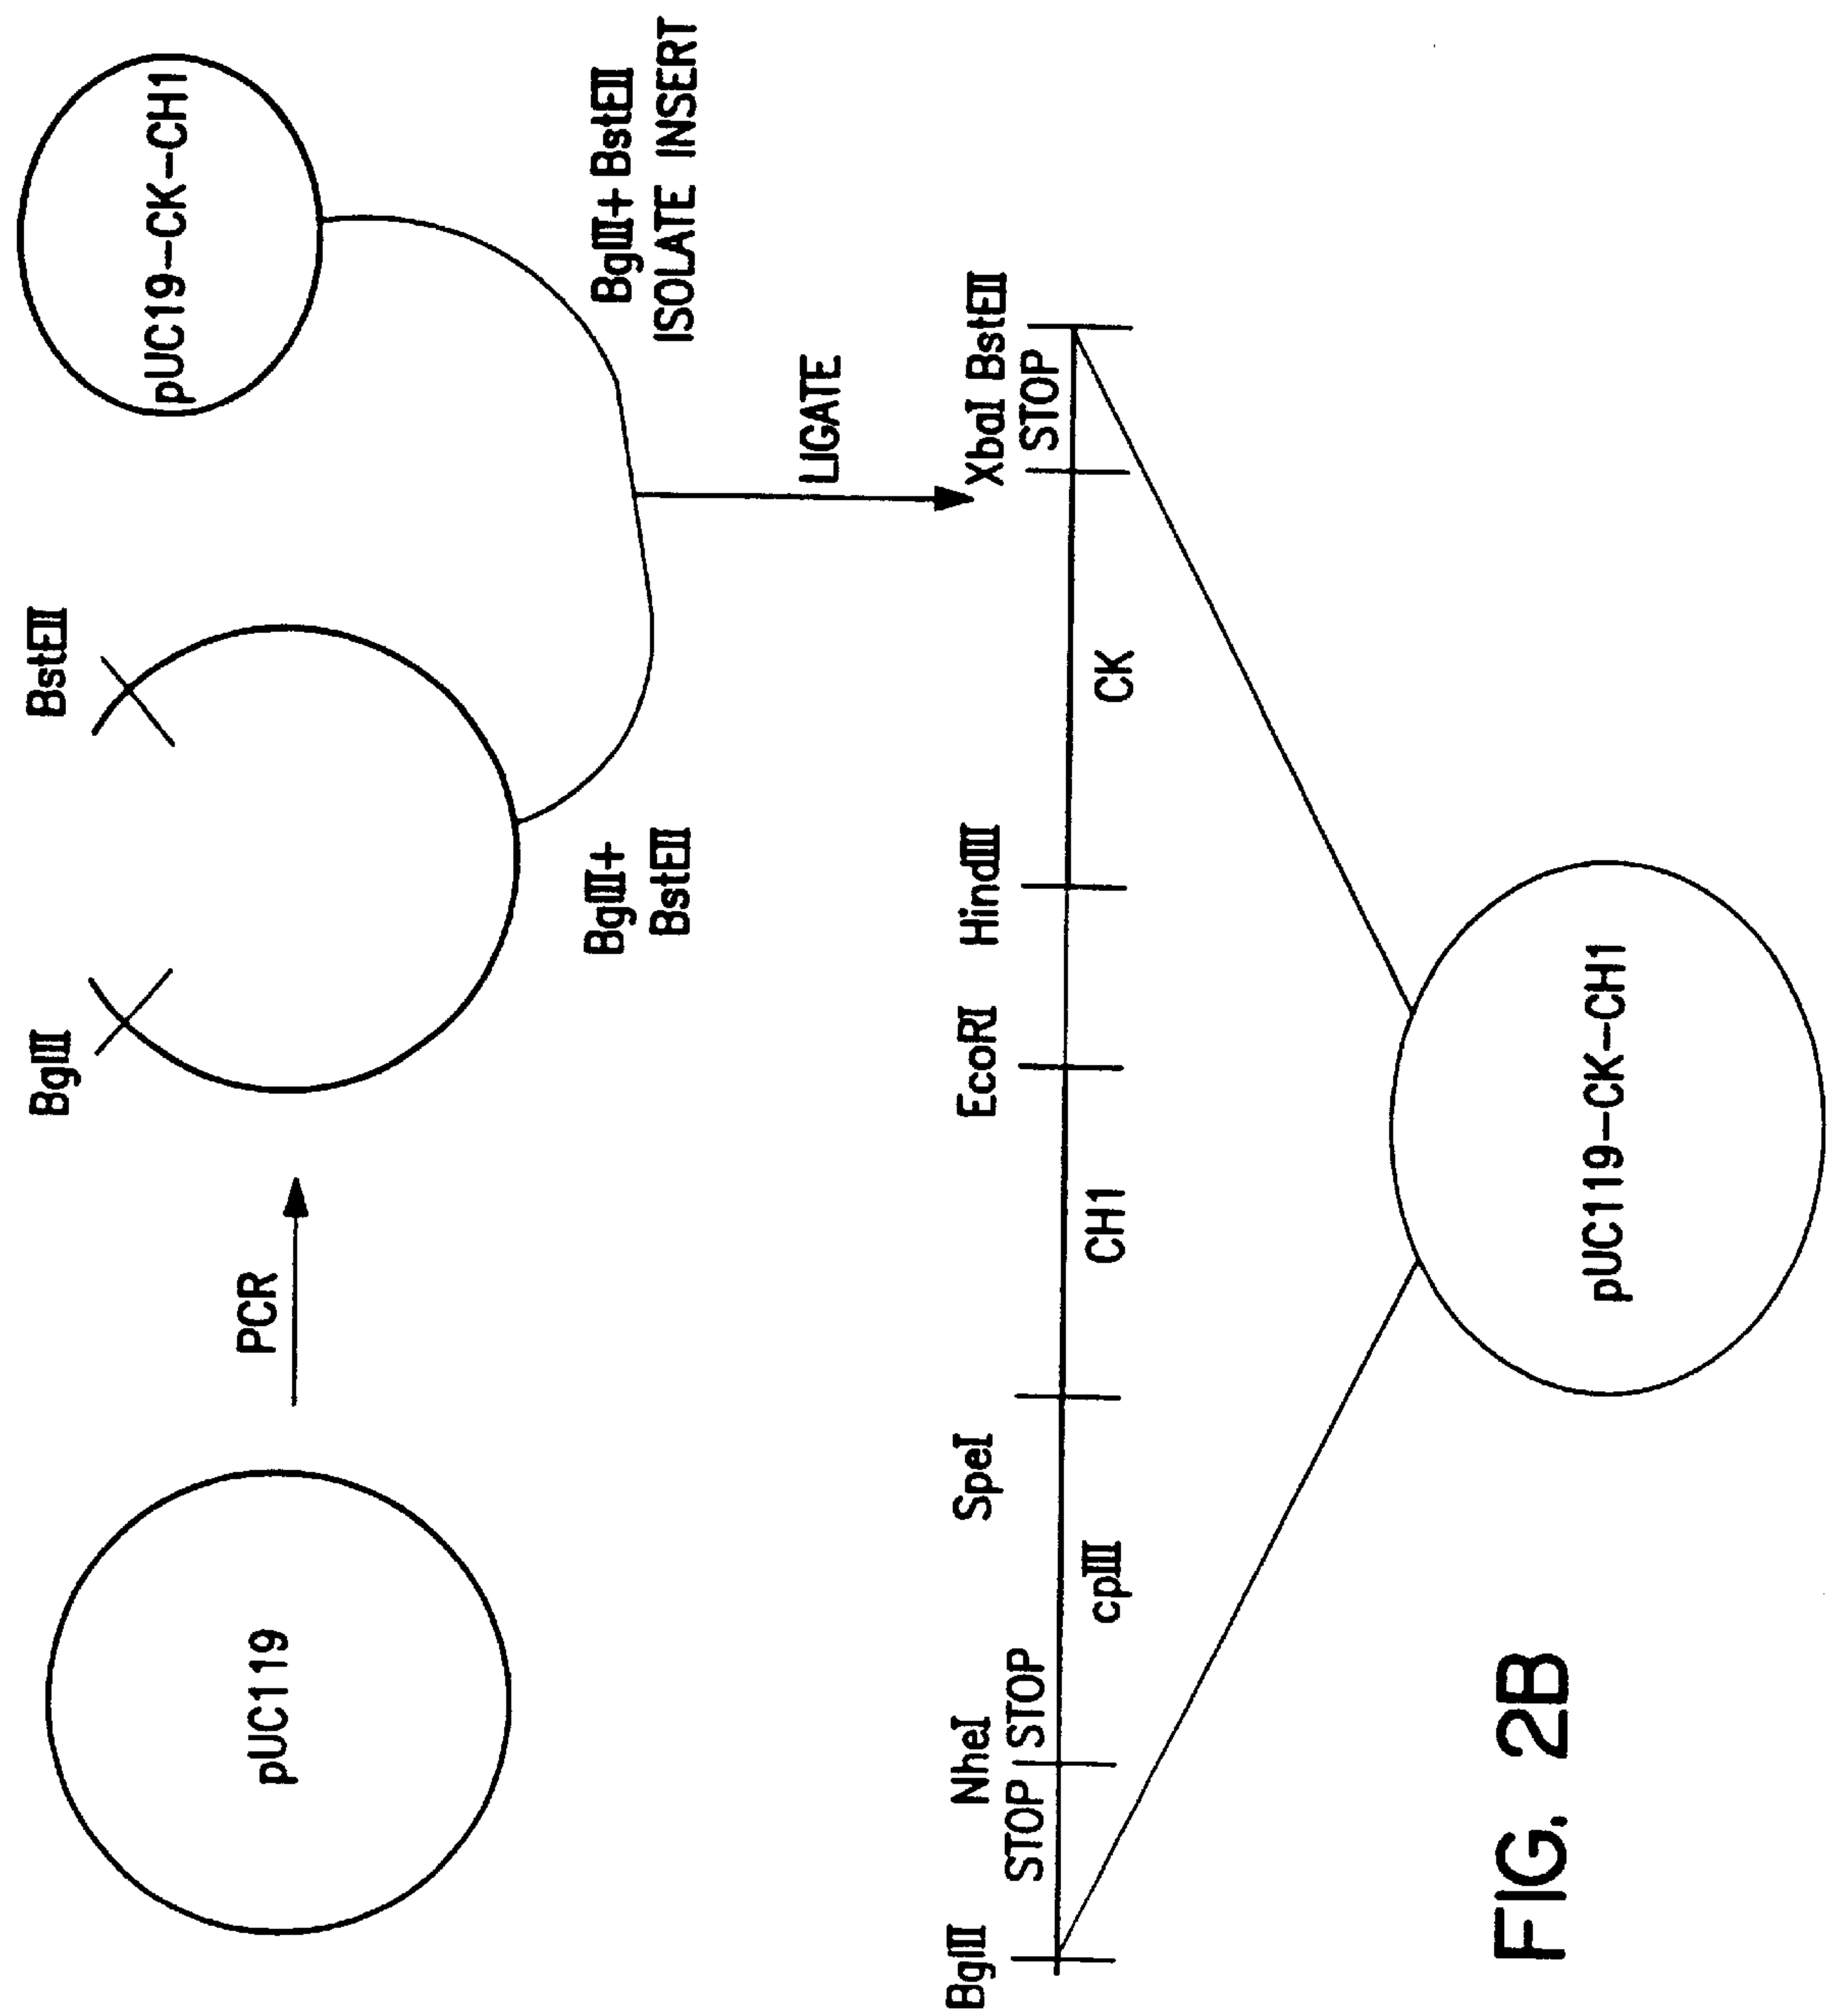 pUC119
PCR
BglII
BstEII
BglII+
BstEII
pUC19-CK-CH1
BglII+BstEII
ISOLATE INSERT
LIGATE
BglII
NheI
SpeI
EcoRI
HindIII
XbaI BstEII
STOP
STOP
STOP
cpIII
CH1
CK
pUC119-CK-CH1
FIG. 2B